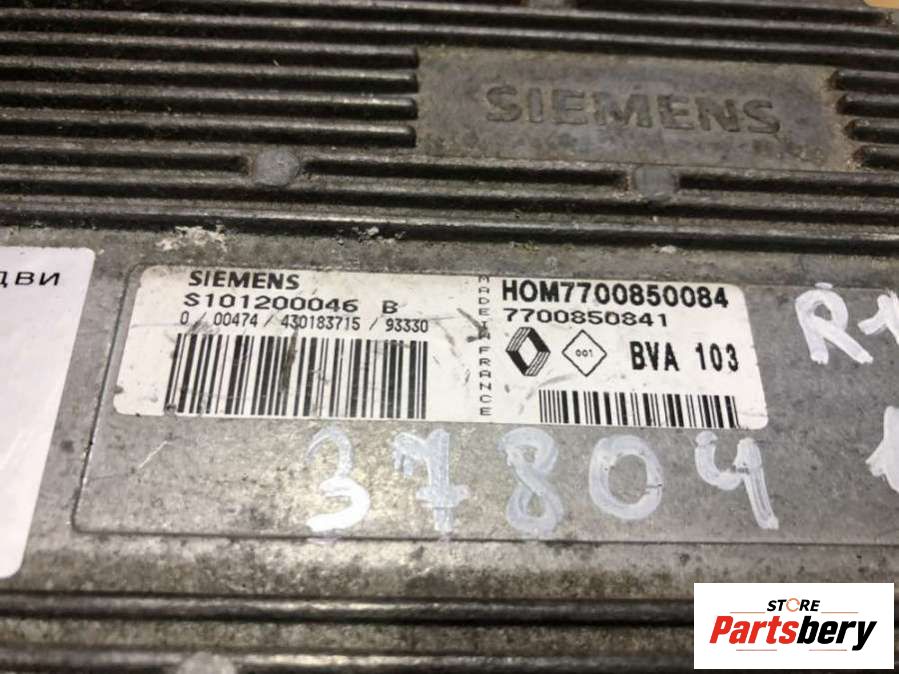 SIEMENS
дви
SIEMENS
S101200046 B
0 / 00474 / 430183715 / 93330
MADE IN FRANCE
HOM7700850084
7700850841
001
BVA 103
37804
STORE
Partsbery